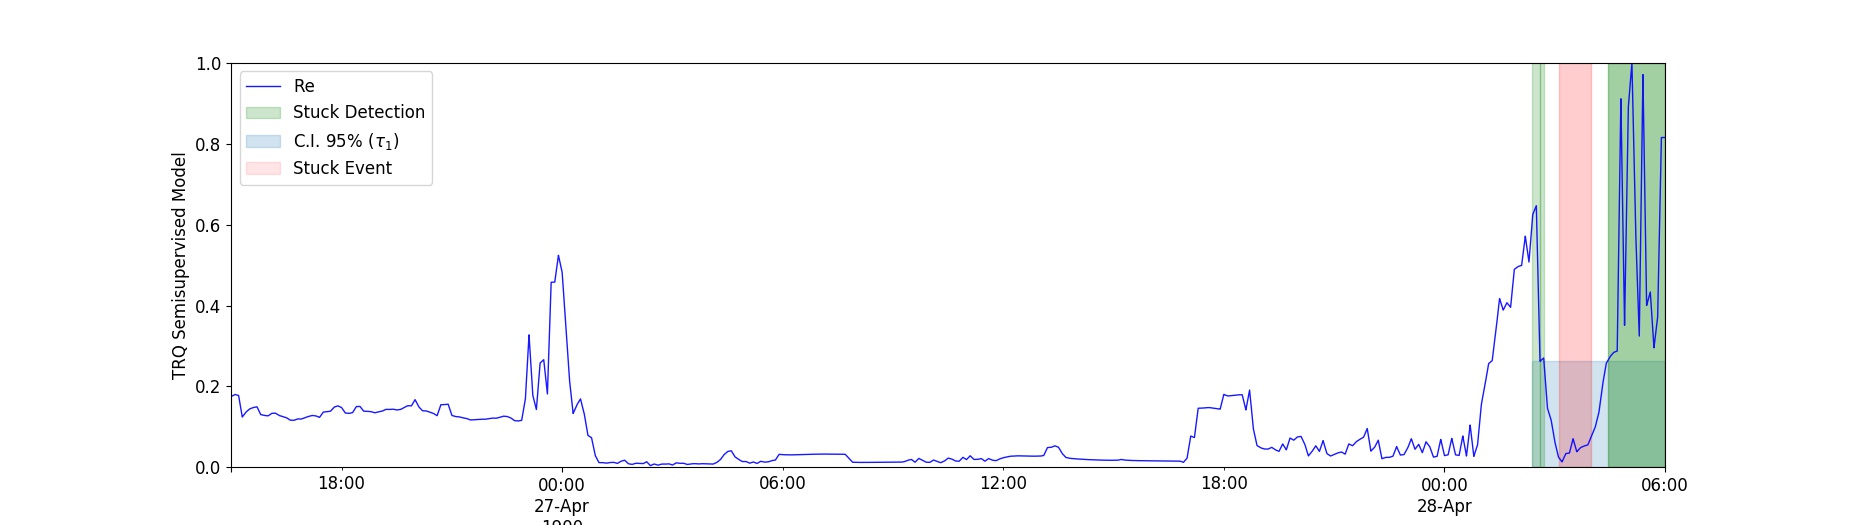 1.0
0.8
0.6
0.4
0.2
0.0
TRQ Semisupervised Model
Re
Stuck Detection
C.I. 95% (τ₁)
Stuck Event
18:00
00:00
27-Apr
1900
06:00
12:00
18:00
00:00
28-Apr
06:00